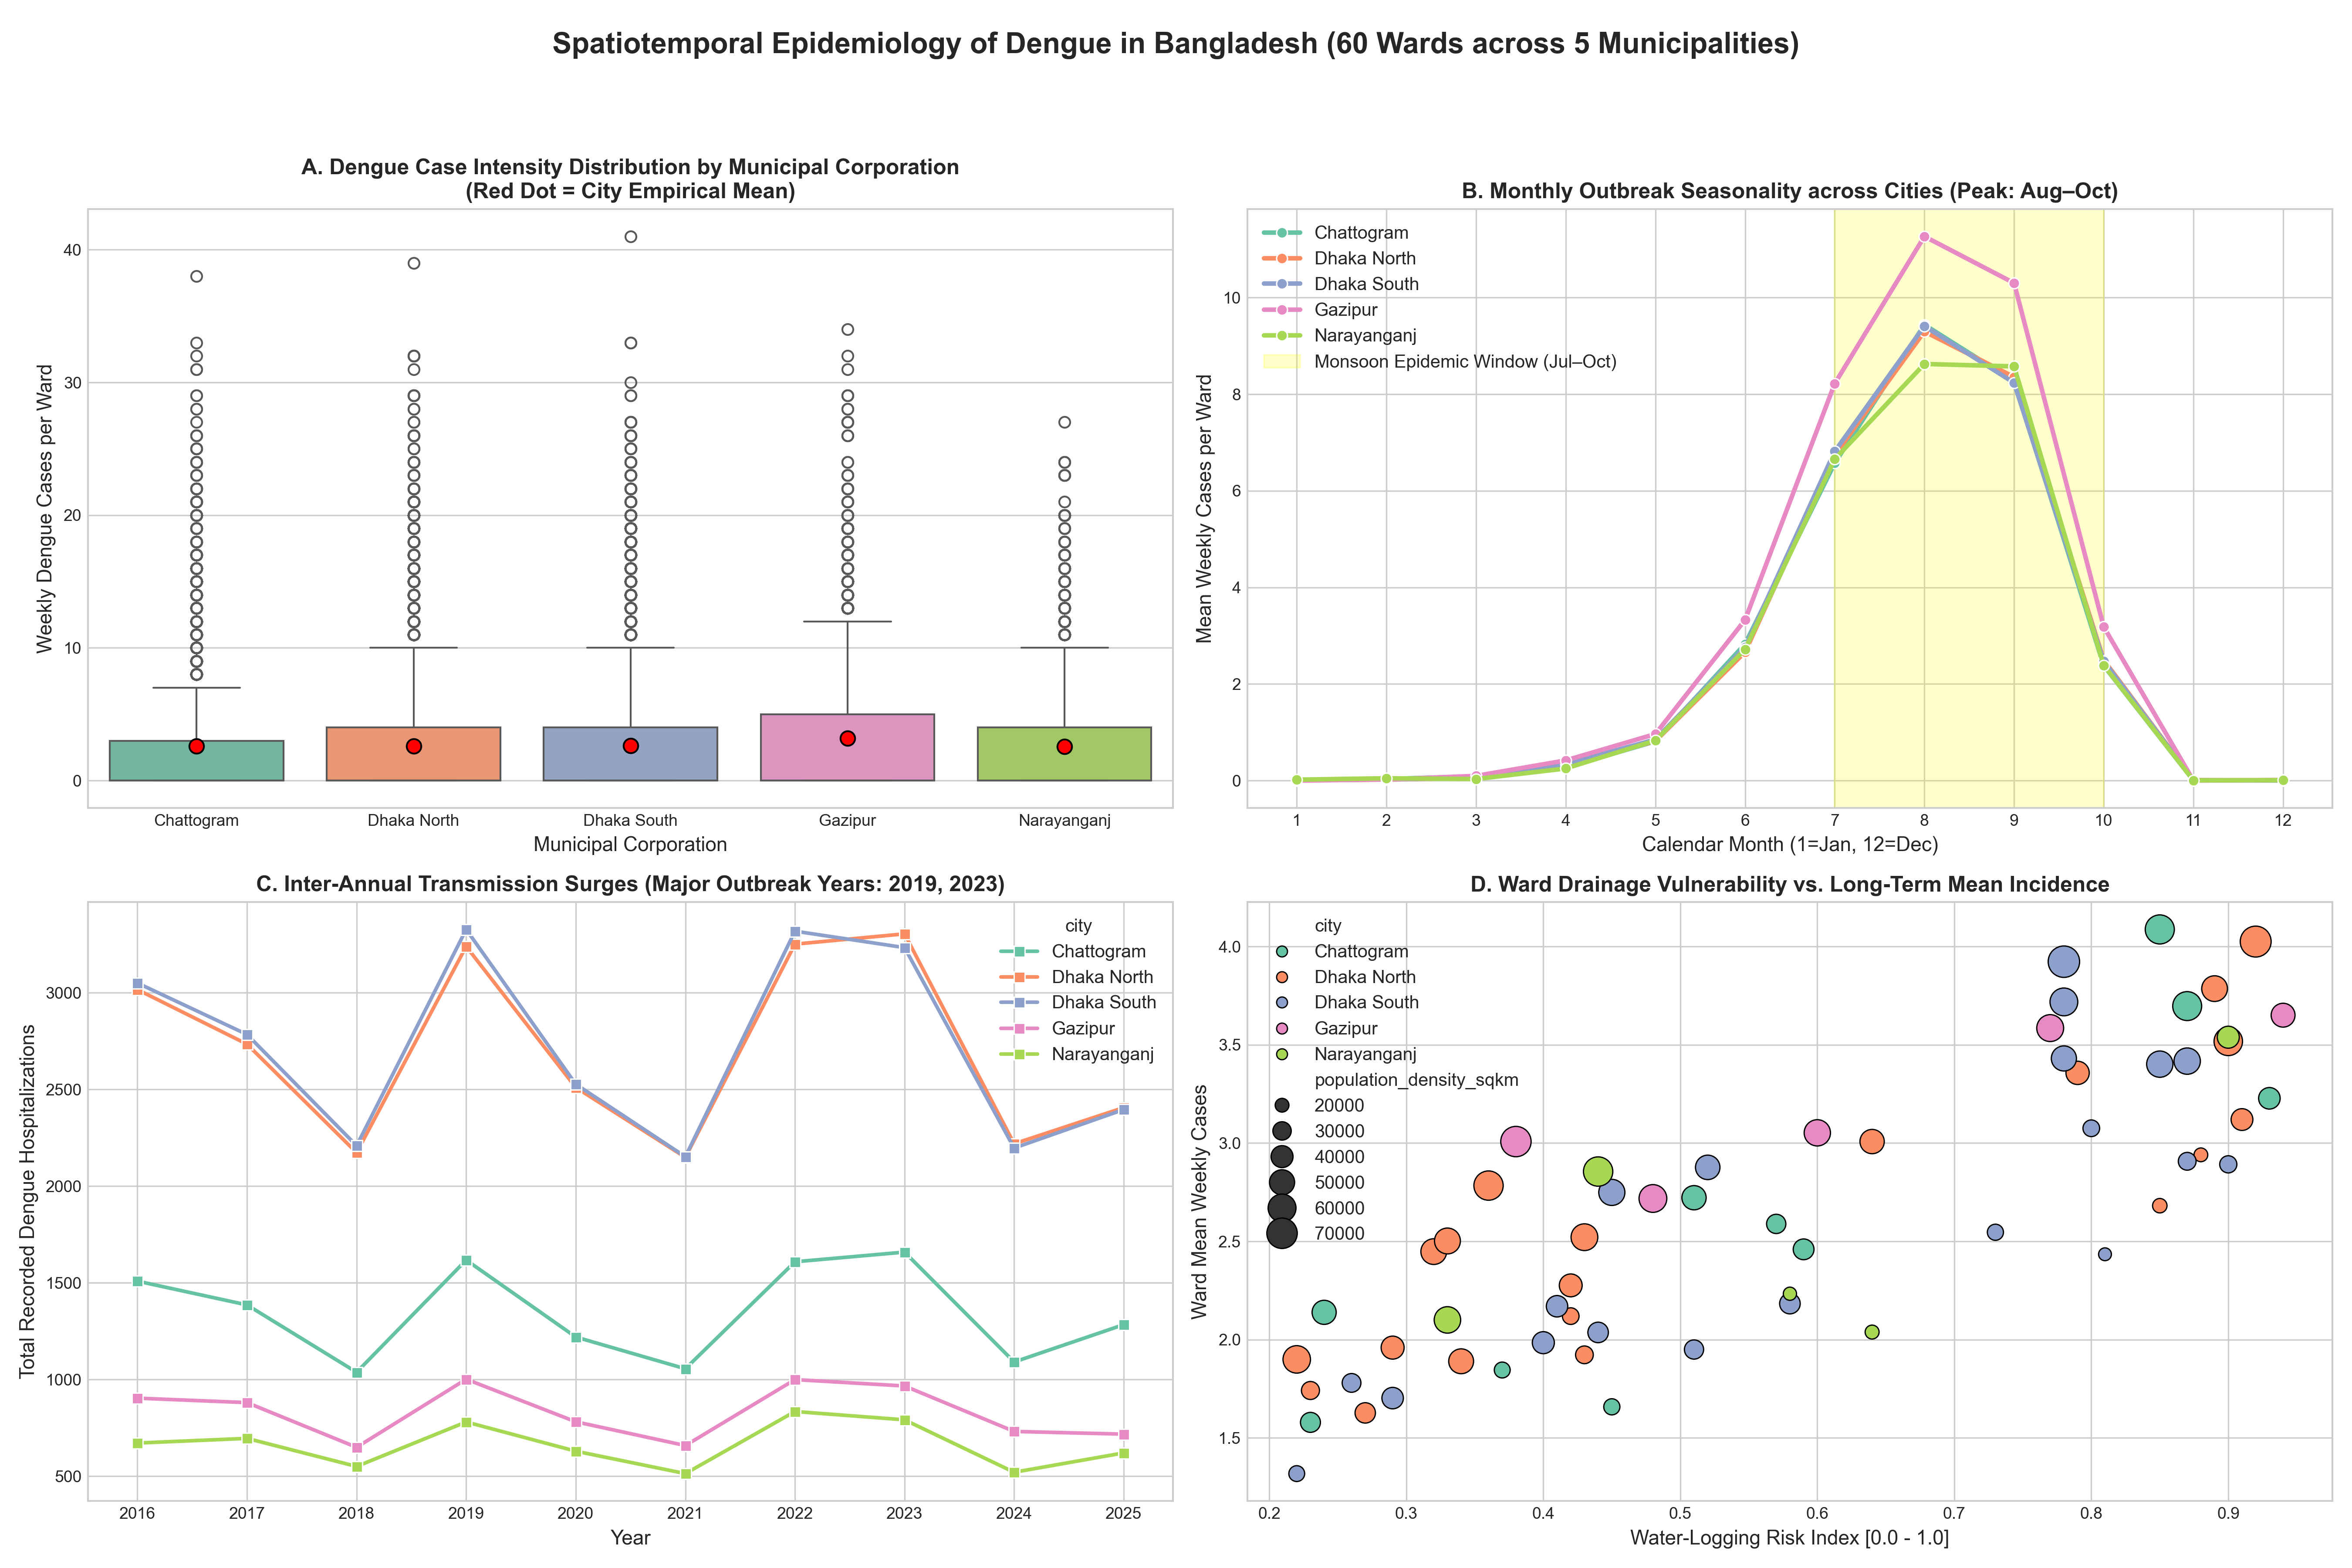 Spatiotemporal Epidemiology of Dengue in Bangladesh (60 Wards across 5 Municipalities)
A. Dengue Case Intensity Distribution by Municipal Corporation
(Red Dot = City Empirical Mean)
Weekly Dengue Cases per Ward
40
30
20
10
0
Chattogram
Dhaka North
Dhaka South
Gazipur
Narayanganj
Municipal Corporation
B. Monthly Outbreak Seasonality across Cities (Peak: Aug–Oct)
Chattogram
Dhaka North
Dhaka South
Gazipur
Narayanganj
Monsoon Epidemic Window (Jul–Oct)
Mean Weekly Cases per Ward
10
8
6
4
2
0
1
2
3
4
5
6
7
8
9
10
11
12
Calendar Month (1=Jan, 12=Dec)
C. Inter-Annual Transmission Surges (Major Outbreak Years: 2019, 2023)
city
Chattogram
Dhaka North
Dhaka South
Gazipur
Narayanganj
Total Recorded Dengue Hospitalizations
3000
2500
2000
1500
1000
500
2016
2017
2018
2019
2020
2021
2022
2023
2024
2025
Year
D. Ward Drainage Vulnerability vs. Long-Term Mean Incidence
city
Chattogram
Dhaka North
Dhaka South
Gazipur
Narayanganj
population_density_sqkm
20000
30000
40000
50000
60000
70000
Ward Mean Weekly Cases
4.0
3.5
3.0
2.5
2.0
1.5
0.2
0.3
0.4
0.5
0.6
0.7
0.8
0.9
Water-Logging Risk Index [0.0 - 1.0]